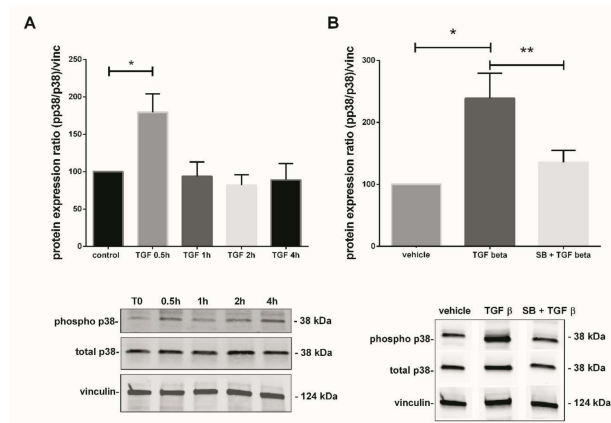 A
B
protein expression ratio (pp38/p38)/vinc
250
200
150
100
50
0
*
control
TGF 0.5h
TGF 1h
TGF 2h
TGF 4h
protein expression ratio (pp38/p38)/vinc
300
200
100
0
*
**
vehicle
TGF beta
SB + TGF beta
T0 0.5h 1h 2h 4h
phospho p38- - 38 kDa
total p38- - 38 kDa
vinculin- - 124 kDa
vehicle TGF β SB + TGF β
phospho p38- - 38 kDa
total p38- - 38 kDa
vinculin- - 124 kDa